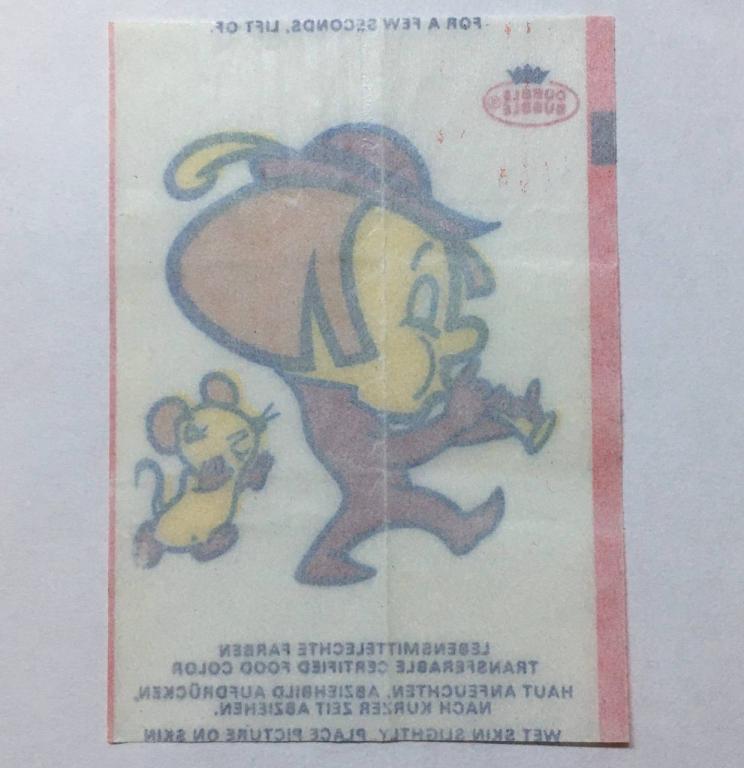 FOR A FEW SECONDS, LIFT OF.
DUBBLE
BUBBLE ®
LEBENSMITTELECHTE FARBEN
TRANSFERABLE CERTIFIED FOOD COLOR
HAUT ANFEUCHTEN, ABZIEHBILD AUFDRÜCKEN,
NACH KURZER ZEIT ABZIEHEN.
WET SKIN SLIGHTLY, PLACE PICTURE ON SKIN